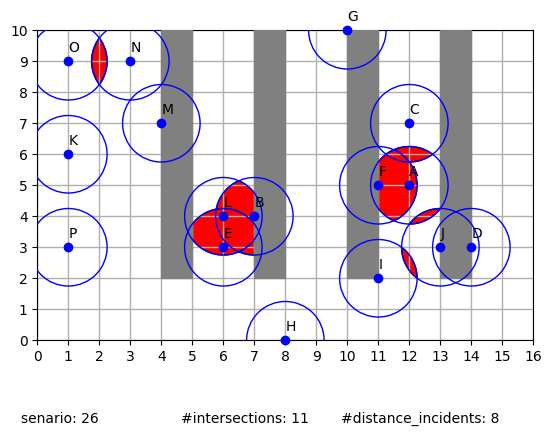 G
10
O N
9
8
M C
7
K
6
F A
5
L B
4
P E J D
3
I
2
1
H
0
0 1 2 3 4 5 6 7 8 9 10 11 12 13 14 15 16
senario: 26 #intersections: 11 #distance_incidents: 8